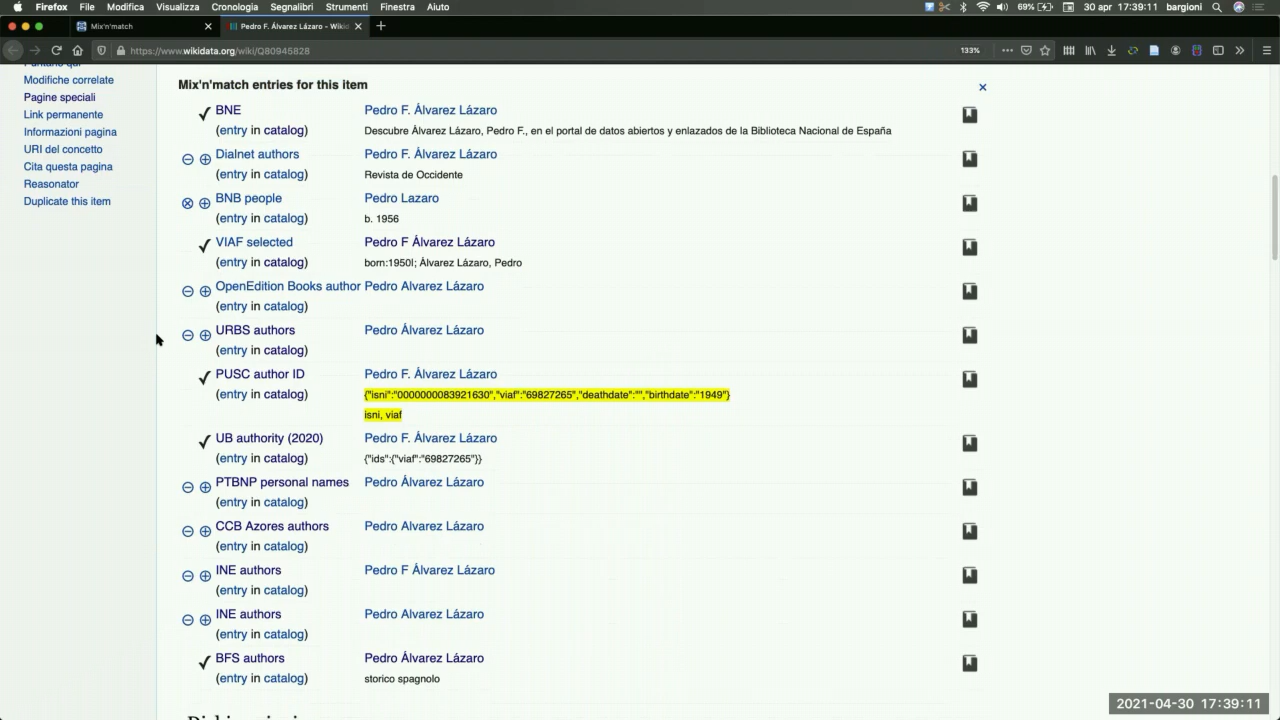 Firefox File Modifica Visualizza Cronologia Segnalibri Strumenti Finestra Aiuto 69% 30 apr 17:39:11 bargioni
Mix'n'match Pedro F. Álvarez Lázaro - Wikid
https://www.wikidata.org/wiki/Q80945828 133%
Puntano qui
Modifiche correlate
Pagine speciali
Link permanente
Informazioni pagina
URI del concetto
Cita questa pagina
Reasonator
Duplicate this item
Mix'n'match entries for this item
BNE Pedro F. Álvarez Lázaro
(entry in catalog) Descubre Álvarez Lázaro, Pedro F., en el portal de datos abiertos y enlazados de la Biblioteca Nacional de España
Dialnet authors Pedro F. Álvarez Lázaro
(entry in catalog) Revista de Occidente
BNB people Pedro Lazaro
(entry in catalog) b. 1956
VIAF selected Pedro F Álvarez Lázaro
(entry in catalog) born:1950l; Álvarez Lázaro, Pedro
OpenEdition Books author Pedro Alvarez Lázaro
(entry in catalog)
URBS authors Pedro Álvarez Lázaro
(entry in catalog)
PUSC author ID Pedro F. Álvarez Lázaro
(entry in catalog) {"isni":"0000000083921630","viaf":"69827265","deathdate":"","birthdate":"1949"}
isni, viaf
UB authority (2020) Pedro F. Álvarez Lázaro
(entry in catalog) {"ids":{"viaf":"69827265"}}
PTBNP personal names Pedro Álvarez Lázaro
(entry in catalog)
CCB Azores authors Pedro Alvarez Lázaro
(entry in catalog)
INE authors Pedro F Álvarez Lázaro
(entry in catalog)
INE authors Pedro Alvarez Lázaro
(entry in catalog)
BFS authors Pedro Álvarez Lázaro
(entry in catalog) storico spagnolo
2021-04-30 17:39:11